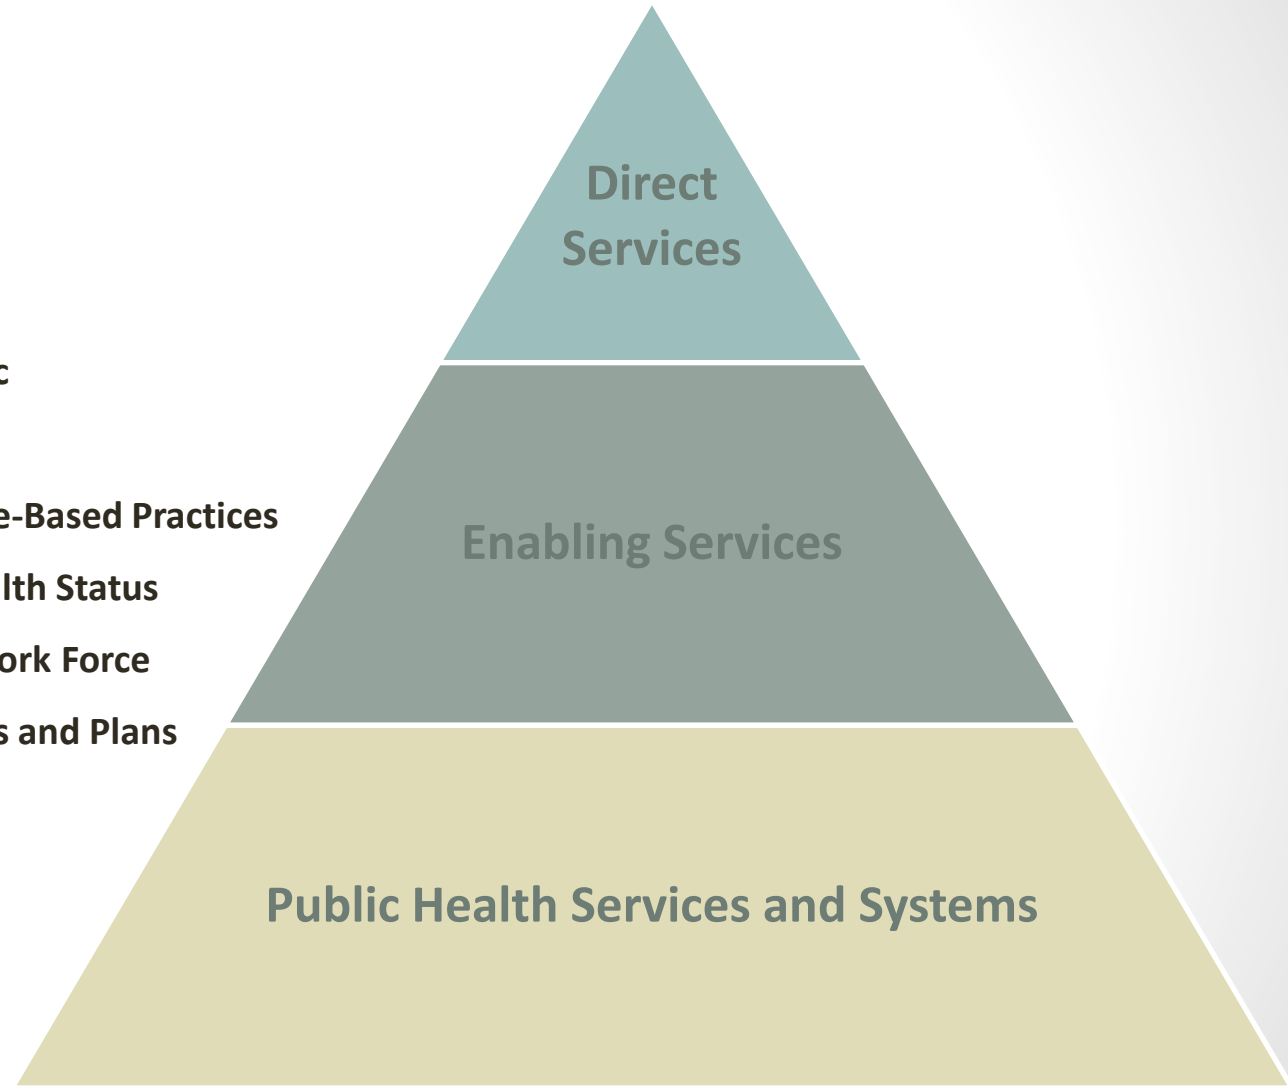 Direct
Services
c
e-Based Practices
Enabling Services
lth Status
ork Force
s and Plans
Public Health Services and Systems